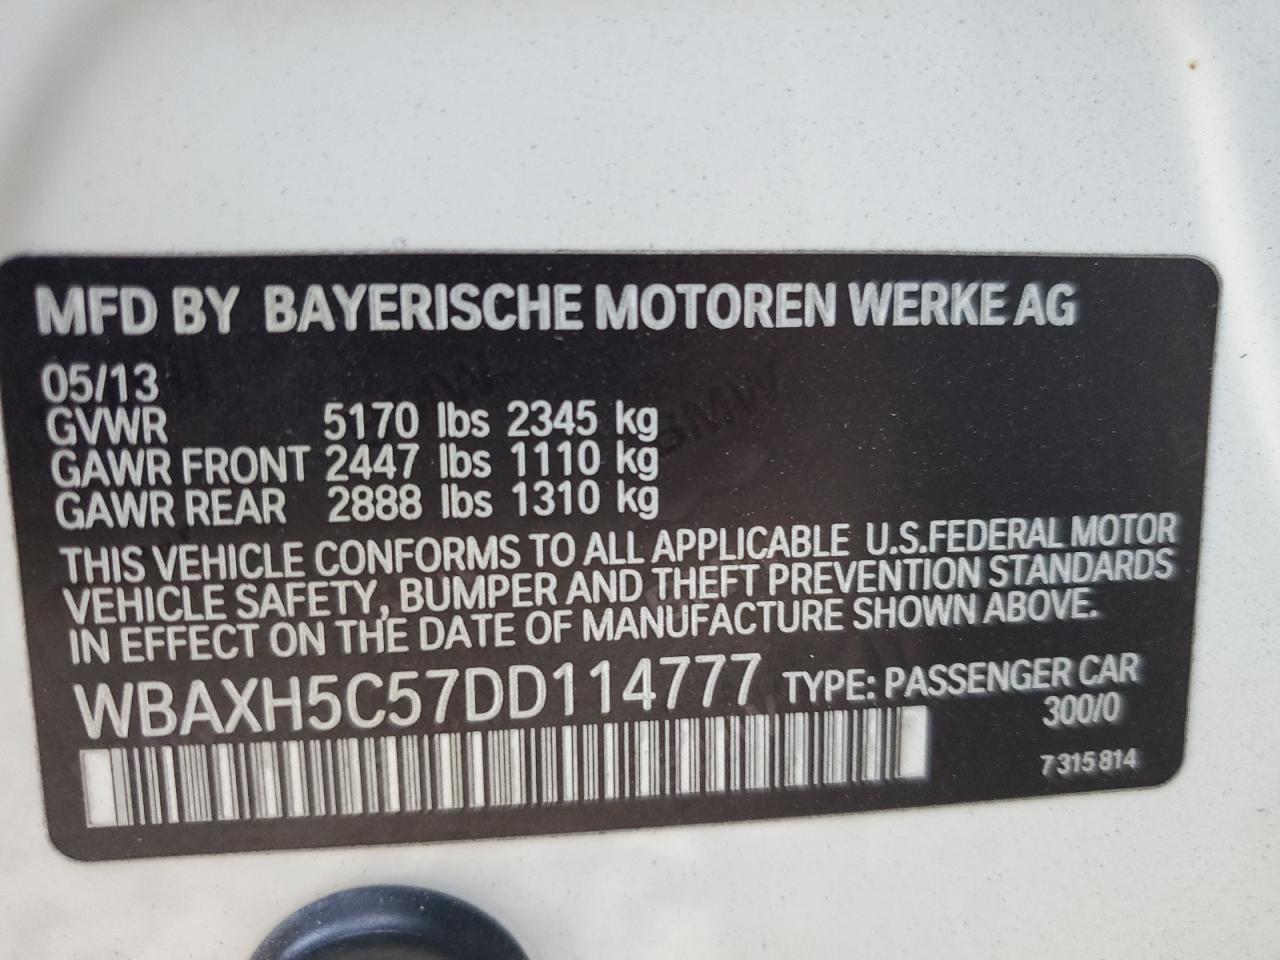 MFD BY BAYERISCHE MOTOREN WERKE AG
05/13
GVWR 5170 lbs 2345 kg
GAWR FRONT 2447 lbs 1110 kg
GAWR REAR 2888 lbs 1310 kg
THIS VEHICLE CONFORMS TO ALL APPLICABLE U.S.FEDERAL MOTOR
VEHICLE SAFETY, BUMPER AND THEFT PREVENTION STANDARDS
IN EFFECT ON THE DATE OF MANUFACTURE SHOWN ABOVE.
WBAXH5C57DD114777 TYPE: PASSENGER CAR
300/0
7 315 814
BMW